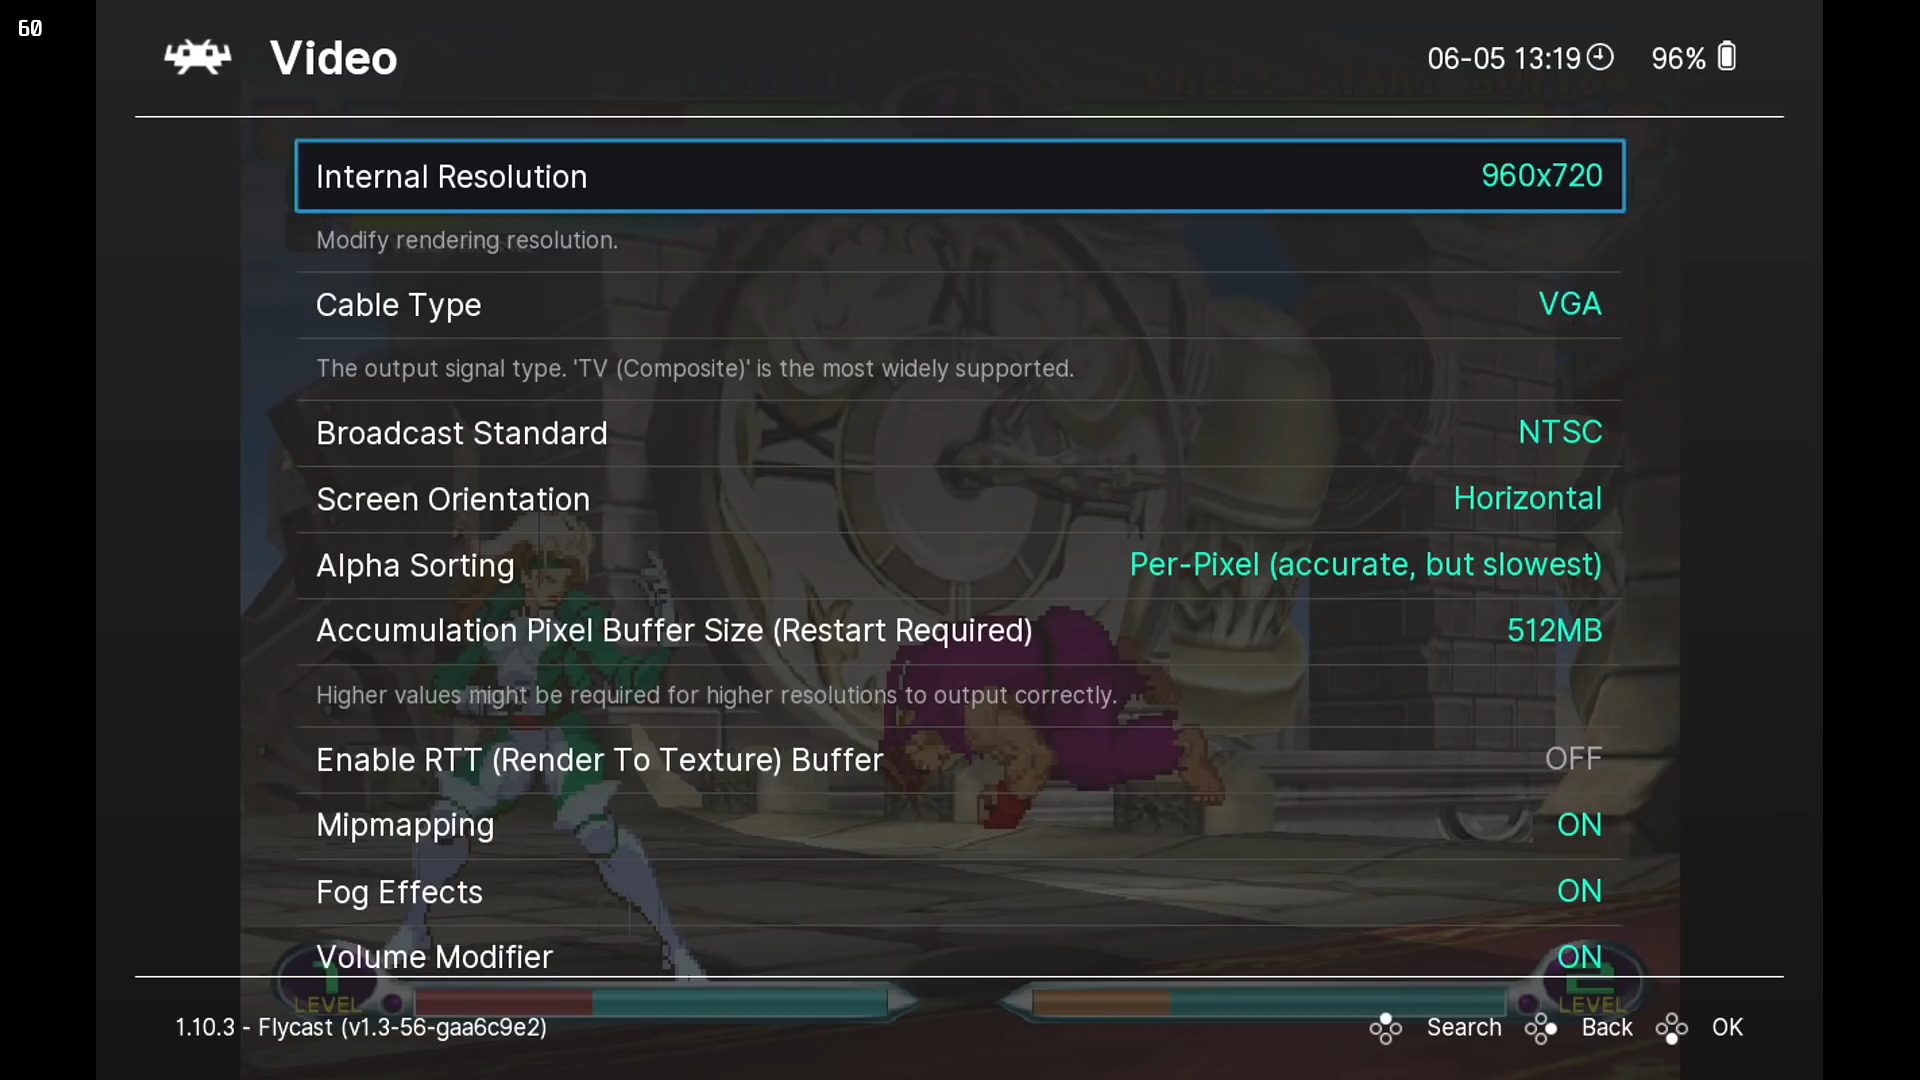 60
Video
06-05 13:19
96%
Internal Resolution 960x720
Modify rendering resolution.
Cable Type VGA
The output signal type. 'TV (Composite)' is the most widely supported.
Broadcast Standard NTSC
Screen Orientation Horizontal
Alpha Sorting Per-Pixel (accurate, but slowest)
Accumulation Pixel Buffer Size (Restart Required) 512MB
Higher values might be required for higher resolutions to output correctly.
Enable RTT (Render To Texture) Buffer OFF
Mipmapping ON
Fog Effects ON
Volume Modifier ON
1 LEVEL
2 LEVEL
1.10.3 - Flycast (v1.3-56-gaa6c9e2)
Search Back OK